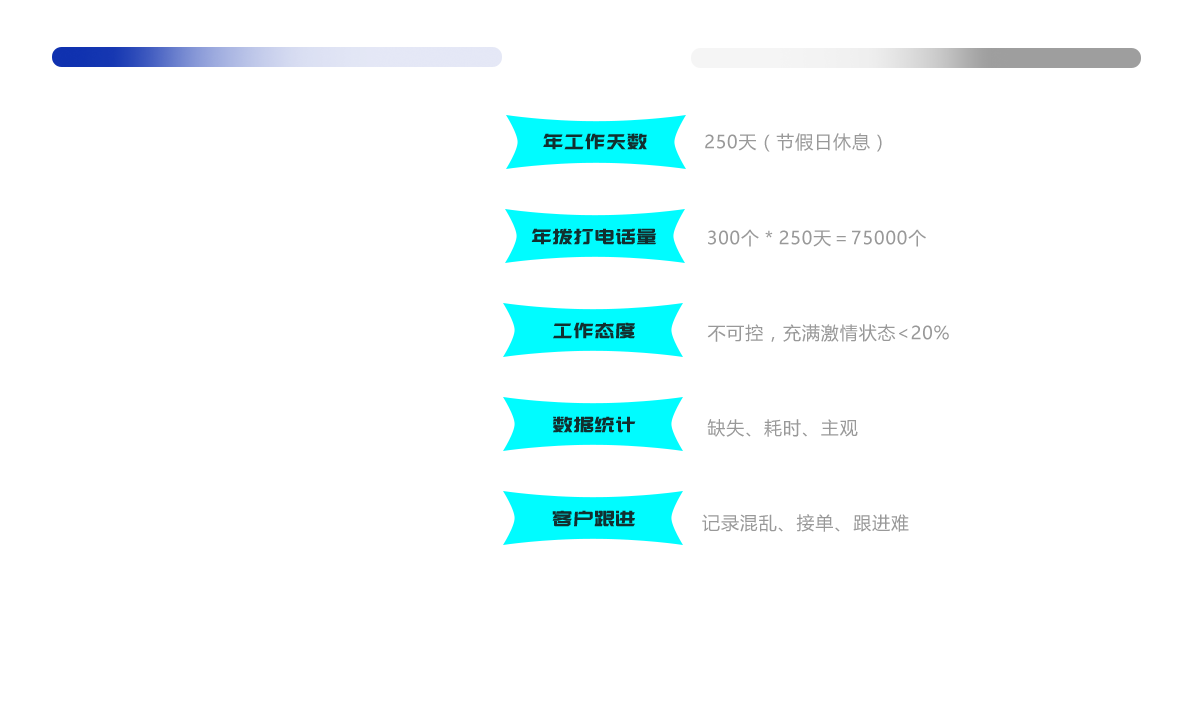 年工作天数 250天（节假日休息）
年拨打电话量 300个 * 250天＝75000个
工作态度 不可控，充满激情状态<20%
数据统计 缺失、耗时、主观
客户跟进 记录混乱、接单、跟进难